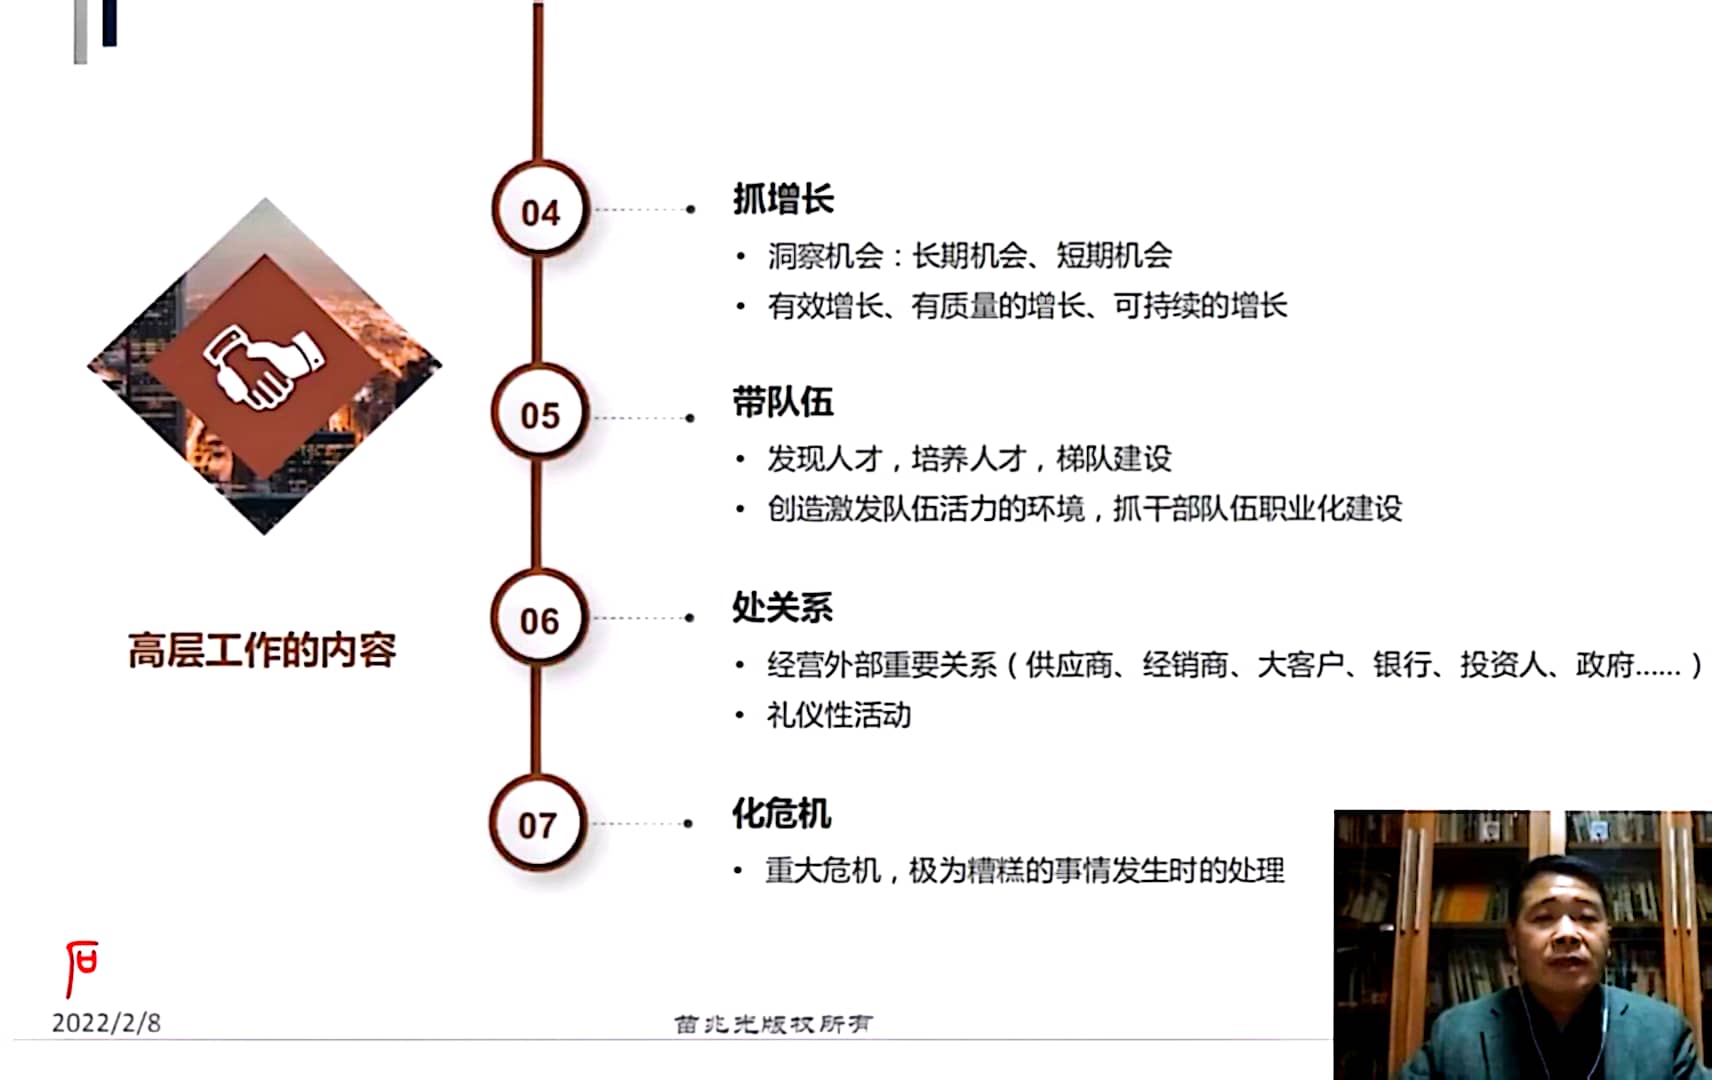 04
抓增长
• 洞察机会：长期机会、短期机会
• 有效增长、有质量的增长、可持续的增长
05
带队伍
• 发现人才，培养人才，梯队建设
• 创造激发队伍活力的环境，抓干部队伍职业化建设
06
处关系
• 经营外部重要关系（供应商、经销商、大客户、银行、投资人、政府......）
• 礼仪性活动
高层工作的内容
07
化危机
• 重大危机，极为糟糕的事情发生时的处理
2022/2/8
苗兆光版权所有